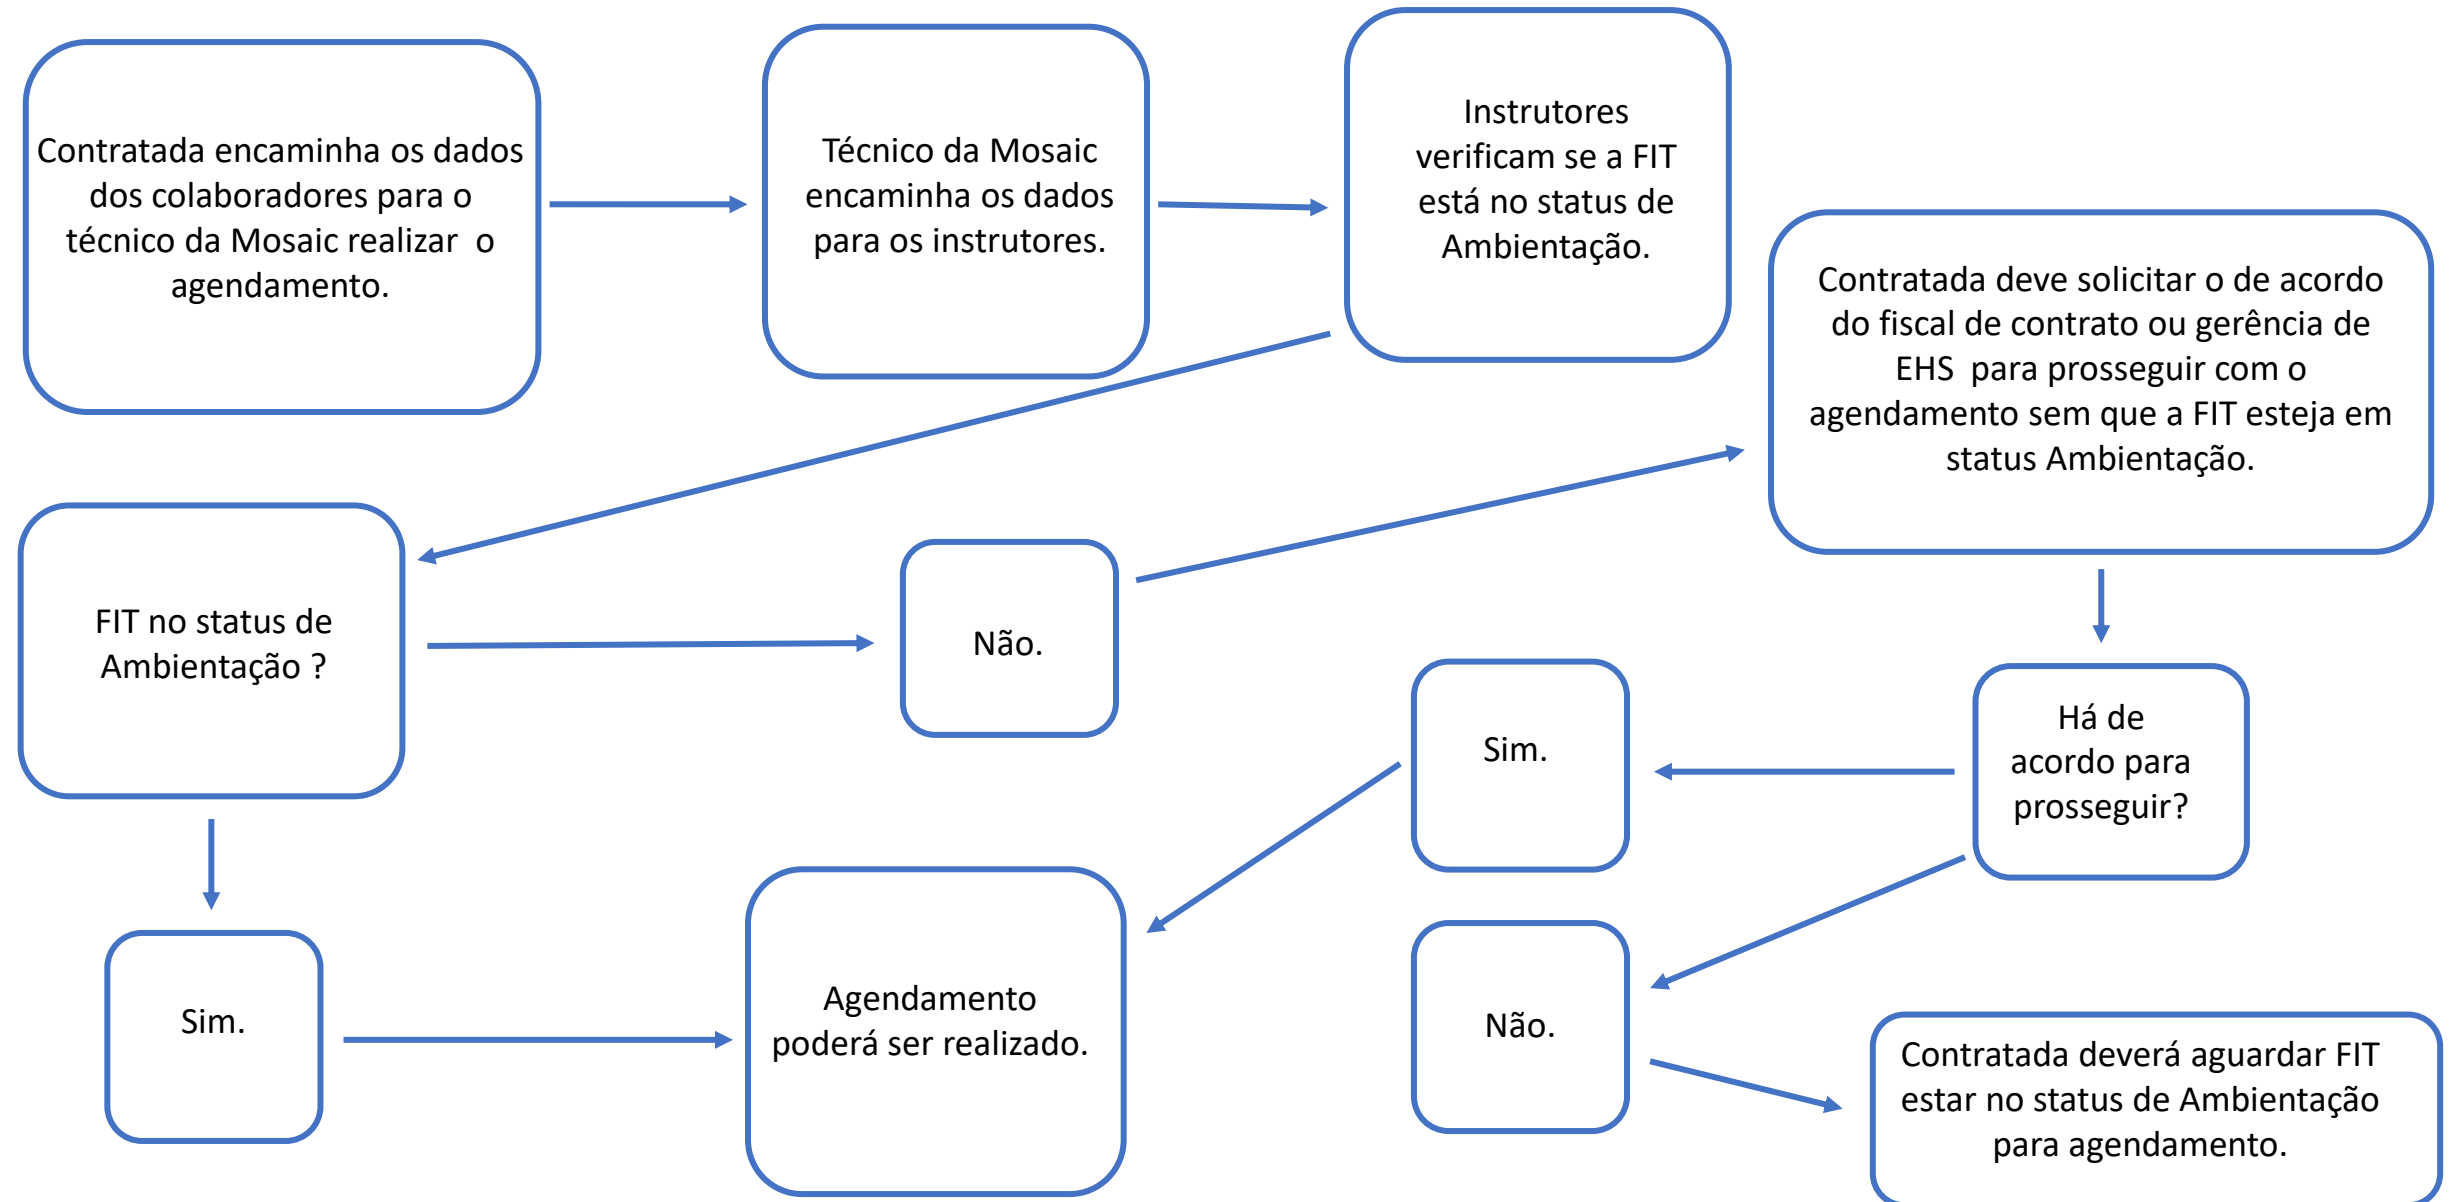 Contratada encaminha os dados
dos colaboradores para o
técnico da Mosaic realizar  o
agendamento.
Técnico da Mosaic
encaminha os dados
para os instrutores.
Instrutores
verificam se a FIT
está no status de
Ambientação.
Contratada deve solicitar o de acordo
do fiscal de contrato ou gerência de
EHS  para prosseguir com o
agendamento sem que a FIT esteja em
status Ambientação.
FIT no status de
Ambientação ?
Não.
Sim.
Há de
acordo para
prosseguir?
Sim.
Agendamento
poderá ser realizado.
Não.
Contratada deverá aguardar FIT
estar no status de Ambientação
para agendamento.